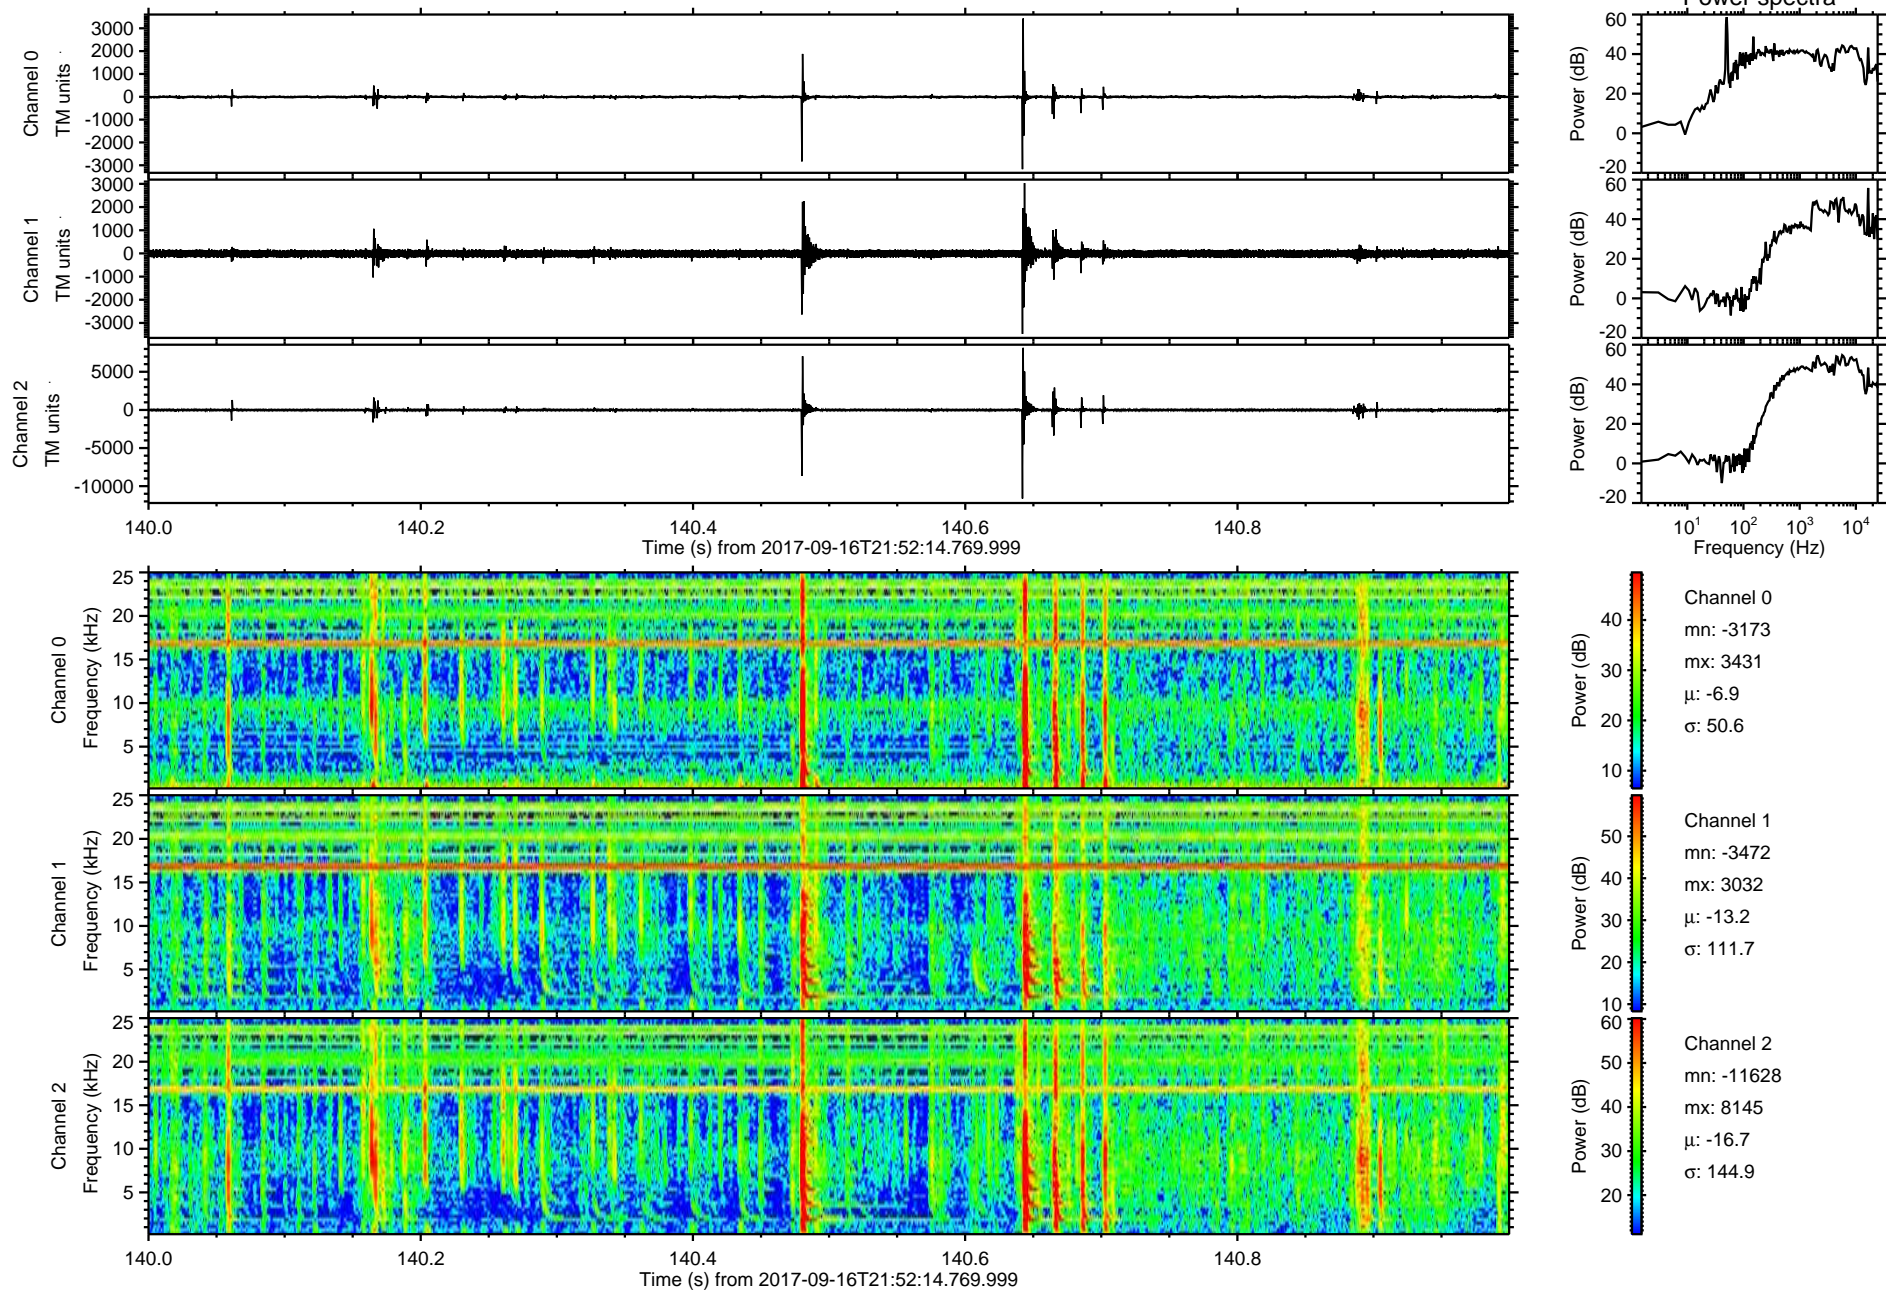 Power spectra
3000
2000
1000
0
-1000
-2000
-3000
Channel 0
TM units
60
40
20
0
-20
Power (dB)
3000
2000
1000
0
-1000
-2000
-3000
Channel 1
TM units
60
40
20
0
-20
Power (dB)
5000
0
-5000
-10000
Channel 2
TM units
60
40
20
0
-20
Power (dB)
140.0 140.2 140.4 140.6 140.8
Time (s) from 2017-09-16T21:52:14.769.999
10^1 10^2 10^3 10^4
Frequency (Hz)
25
20
15
10
5
Channel 0
Frequency (kHz)
40
30
20
10
Power (dB)
Channel 0
mn: -3173
mx: 3431
μ: -6.9
σ: 50.6
25
20
15
10
5
Channel 1
Frequency (kHz)
50
40
30
20
10
Power (dB)
Channel 1
mn: -3472
mx: 3032
μ: -13.2
σ: 111.7
25
20
15
10
5
Channel 2
Frequency (kHz)
60
50
40
30
20
Power (dB)
Channel 2
mn: -11628
mx: 8145
μ: -16.7
σ: 144.9
140.0 140.2 140.4 140.6 140.8
Time (s) from 2017-09-16T21:52:14.769.999